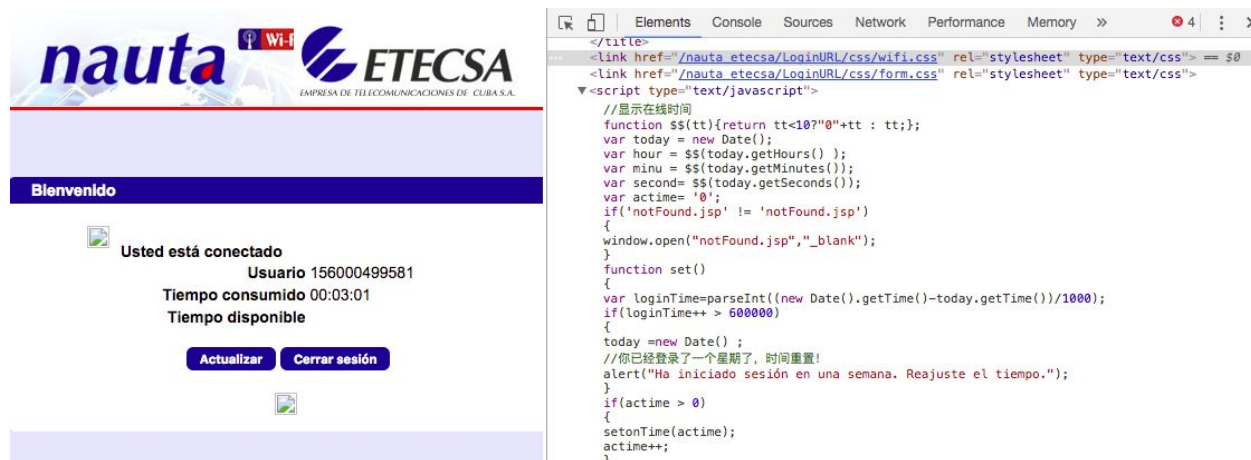 nauta
Wi-F
ETECSA
EMPRESA DE TELECOMUNICACIONES DE CUBA S.A.
Bienvenido
Usted está conectado
Usuario 156000499581
Tiempo consumido 00:03:01
Tiempo disponible
Actualizar Cerrar sesión
Elements Console Sources Network Performance Memory » 4
</title>
<link href="/nauta_etecsa/LoginURL/css/wifi.css" rel="stylesheet" type="text/css"> == $0
<link href="/nauta_etecsa/LoginURL/css/form.css" rel="stylesheet" type="text/css">
▼<script type="text/javascript">
//显示在线时间
function $$(tt){return tt<10?"0"+tt : tt;};
var today = new Date();
var hour = $$(today.getHours() );
var minu = $$(today.getMinutes());
var second= $$(today.getSeconds());
var actime= '0';
if('notFound.jsp' != 'notFound.jsp')
{
window.open("notFound.jsp","_blank");
}
function set()
{
var loginTime=parseInt((new Date().getTime()-today.getTime())/1000);
if(loginTime++ > 600000)
{
today =new Date() ;
//你已经登录了一个星期了，时间重置!
alert("Ha iniciado sesión en una semana. Reajuste el tiempo.");
}
if(actime > 0)
{
setonTime(actime);
actime++;
}